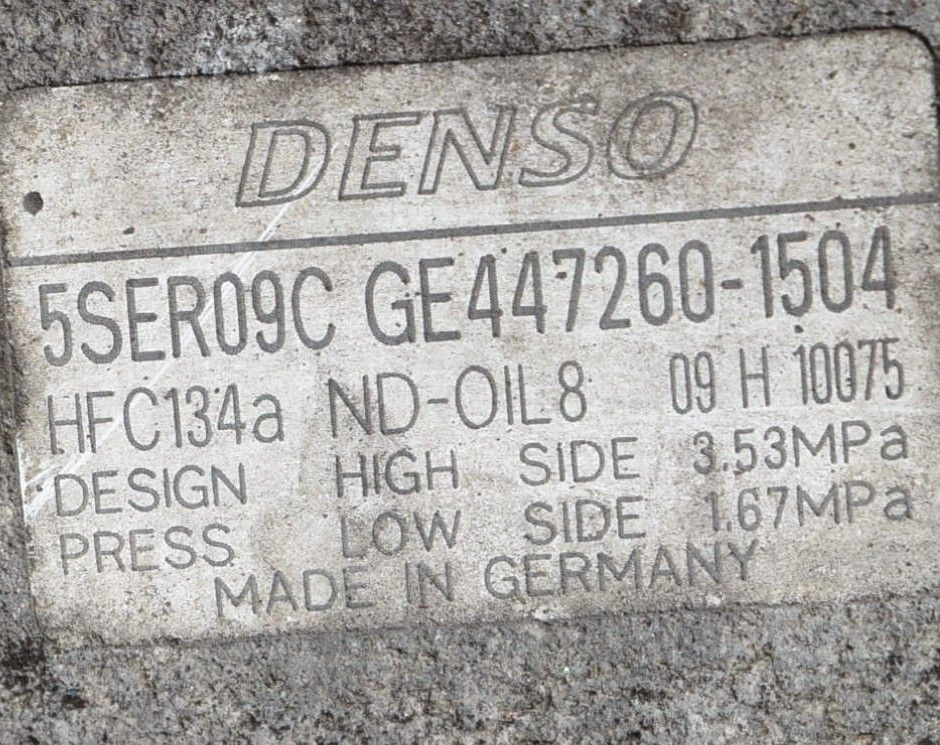 DENSO
5SER09C GE447260-1504
HFC134a ND-OIL8 09 H 10075
DESIGN HIGH SIDE 3.53MPa
PRESS LOW SIDE 1.67MPa
MADE IN GERMANY